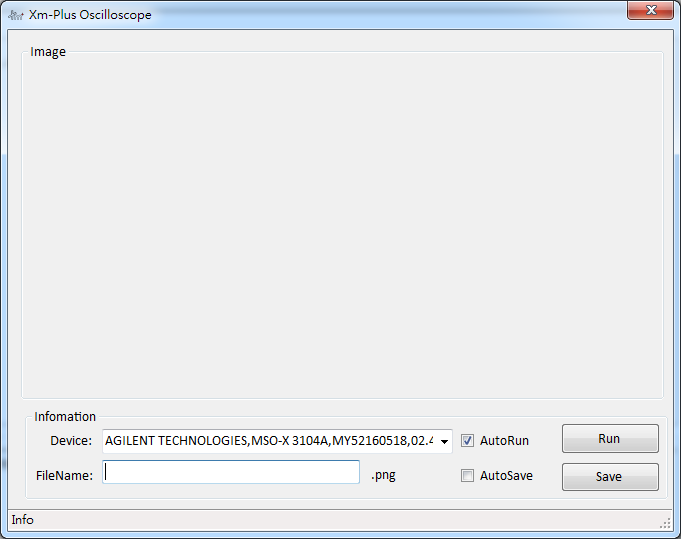 Xm-Plus Oscilloscope
Image
Infomation
Device: AGILENT TECHNOLOGIES,MSO-X 3104A,MY52160518,02.4 AutoRun Run
FileName: .png AutoSave Save
Info